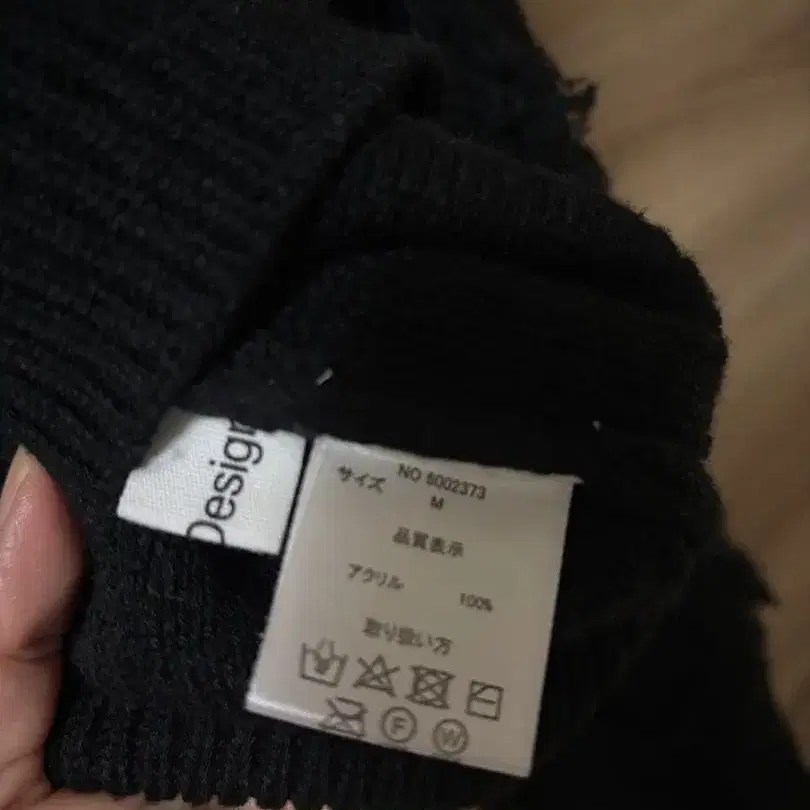 Design
NO 6002373
サイズ M
品質表示
アクリル 100%
取り扱い方
F W